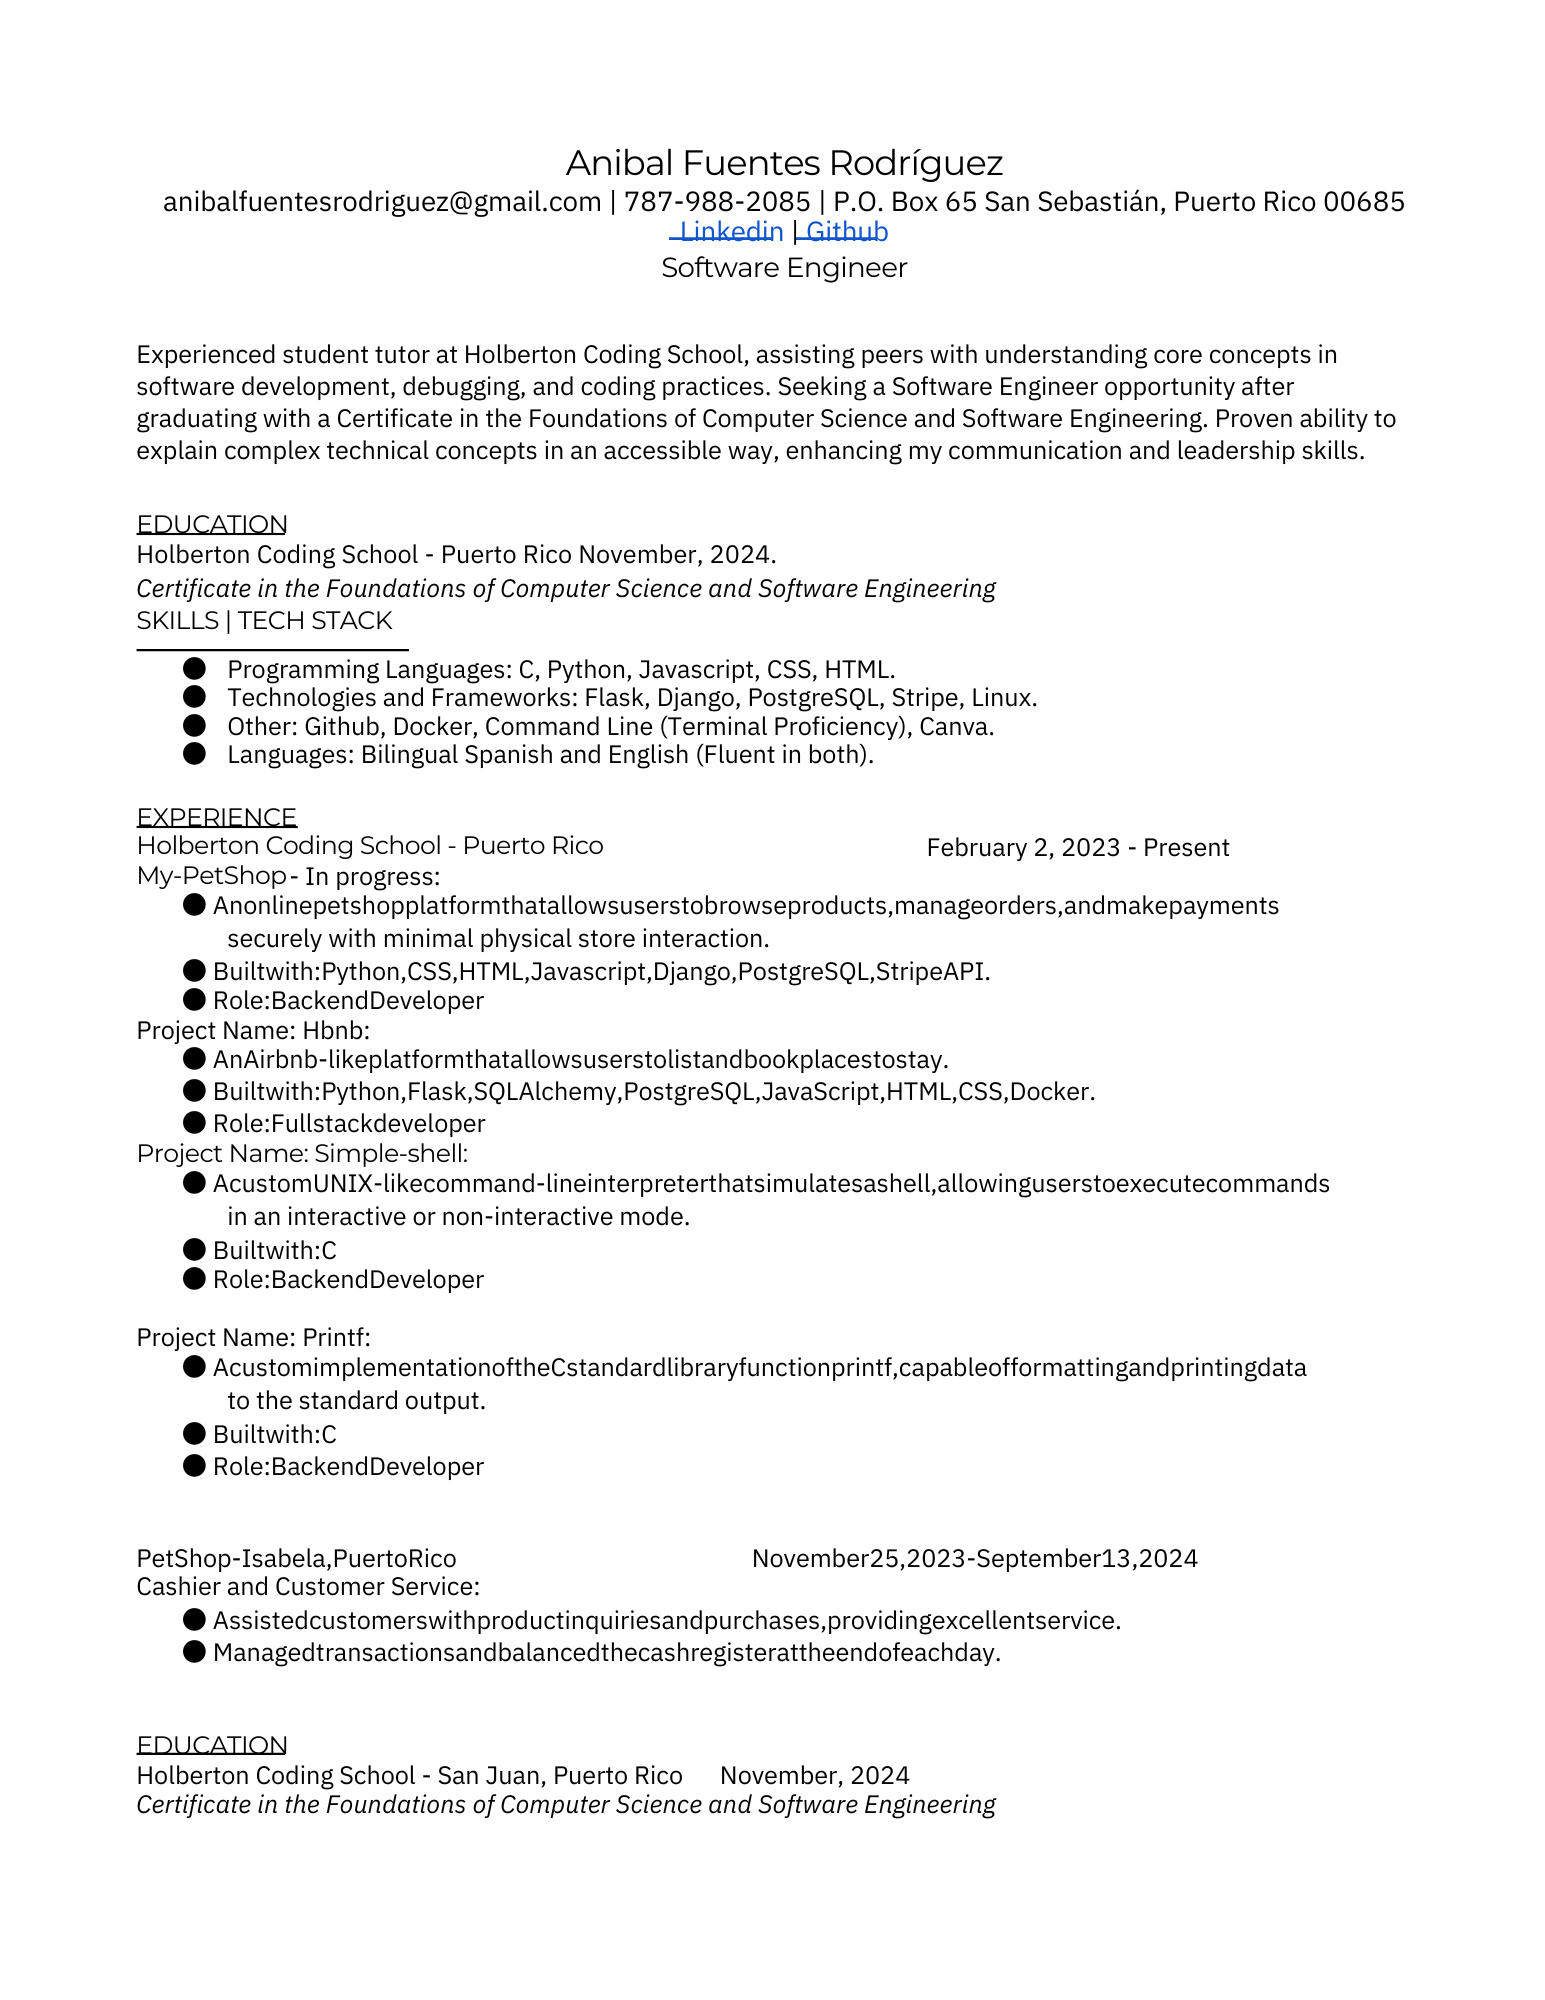 Anibal Fuentes Rodríguez
anibalfuentesrodriguez@gmail.com | 787-988-2085 | P.O. Box 65 San Sebastián, Puerto Rico 00685
Linkedin | Github
Software Engineer
Experienced student tutor at Holberton Coding School, assisting peers with understanding core concepts in
software development, debugging, and coding practices. Seeking a Software Engineer opportunity after
graduating with a Certificate in the Foundations of Computer Science and Software Engineering. Proven ability to
explain complex technical concepts in an accessible way, enhancing my communication and leadership skills.
EDUCATION
Holberton Coding School - Puerto Rico November, 2024.
Certificate in the Foundations of Computer Science and Software Engineering
SKILLS | TECH STACK
● Programming Languages: C, Python, Javascript, CSS, HTML.
● Technologies and Frameworks: Flask, Django, PostgreSQL, Stripe, Linux.
● Other: Github, Docker, Command Line (Terminal Proficiency), Canva.
● Languages: Bilingual Spanish and English (Fluent in both).
EXPERIENCE
Holberton Coding School - Puerto Rico February 2, 2023 - Present
My-PetShop - In progress:
● Anonlinepetshopplatformthatallowsuserstobrowseproducts,manageorders,andmakepayments
securely with minimal physical store interaction.
● Builtwith:Python,CSS,HTML,Javascript,Django,PostgreSQL,StripeAPI.
● Role:BackendDeveloper
Project Name: Hbnb:
● AnAirbnb-likeplatformthatallowsuserstolistandbookplacestostay.
● Builtwith:Python,Flask,SQLAlchemy,PostgreSQL,JavaScript,HTML,CSS,Docker.
● Role:Fullstackdeveloper
Project Name: Simple-shell:
● AcustomUNIX-likecommand-lineinterpreterthatsimulatesashell,allowinguserstoexecutecommands
in an interactive or non-interactive mode.
● Builtwith:C
● Role:BackendDeveloper
Project Name: Printf:
● AcustomimplementationoftheCstandardlibraryfunctionprintf,capableofformattingandprintingdata
to the standard output.
● Builtwith:C
● Role:BackendDeveloper
PetShop-Isabela,PuertoRico November25,2023-September13,2024
Cashier and Customer Service:
● Assistedcustomerswithproductinquiriesandpurchases,providingexcellentservice.
● Managedtransactionsandbalancedthecashregisterattheendofeachday.
EDUCATION
Holberton Coding School - San Juan, Puerto Rico November, 2024
Certificate in the Foundations of Computer Science and Software Engineering